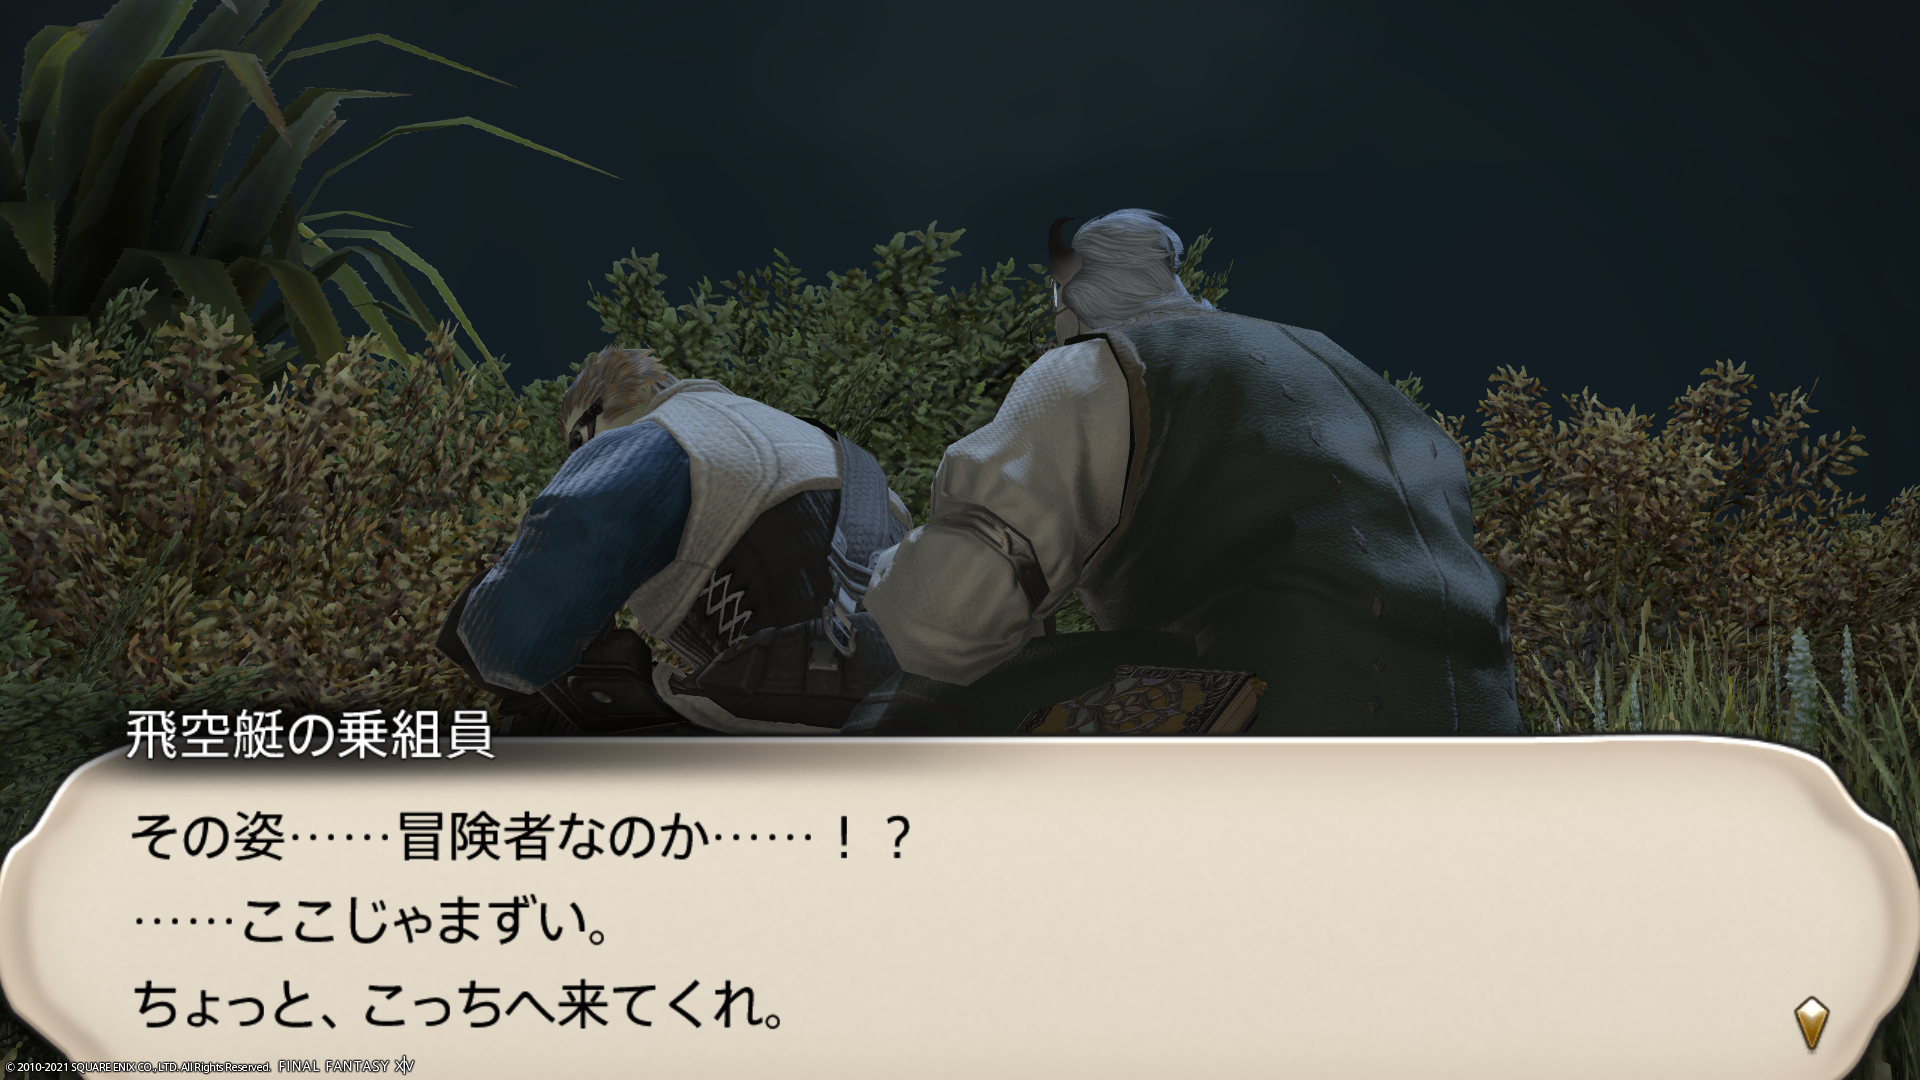 飛空艇の乗組員
その姿……冒険者なのか……！？
……ここじゃまずい。
ちょっと、こっちへ来てくれ。
© 2010-2021 SQUARE ENIX CO., LTD. All Rights Reserved. FINAL FANTASY XIV